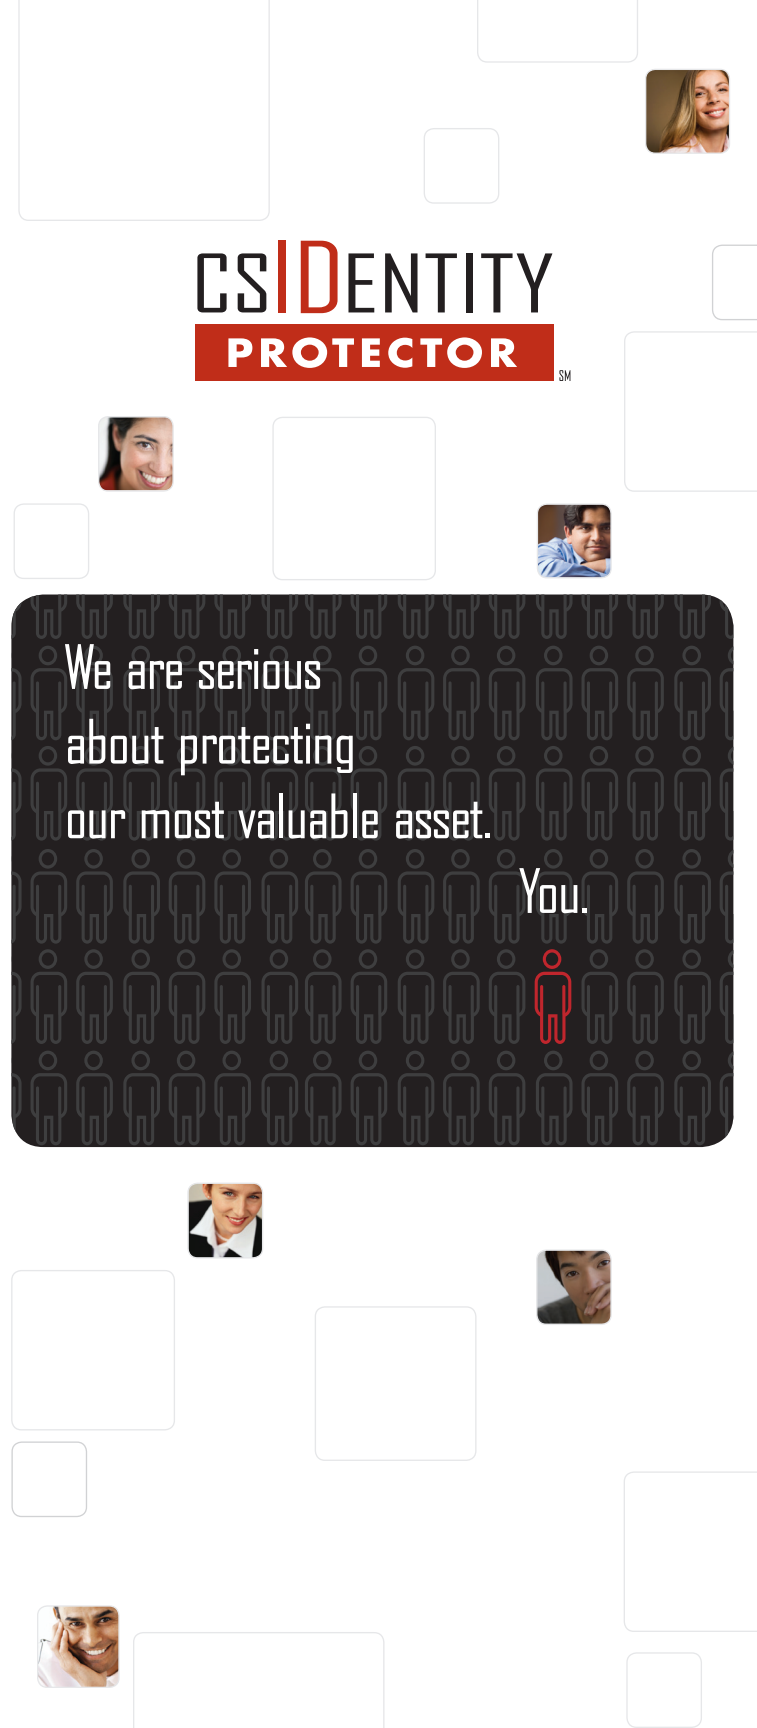 CSIDENTITY
PROTECTOR
SM
We are serious
about protecting
our most valuable asset.
You.